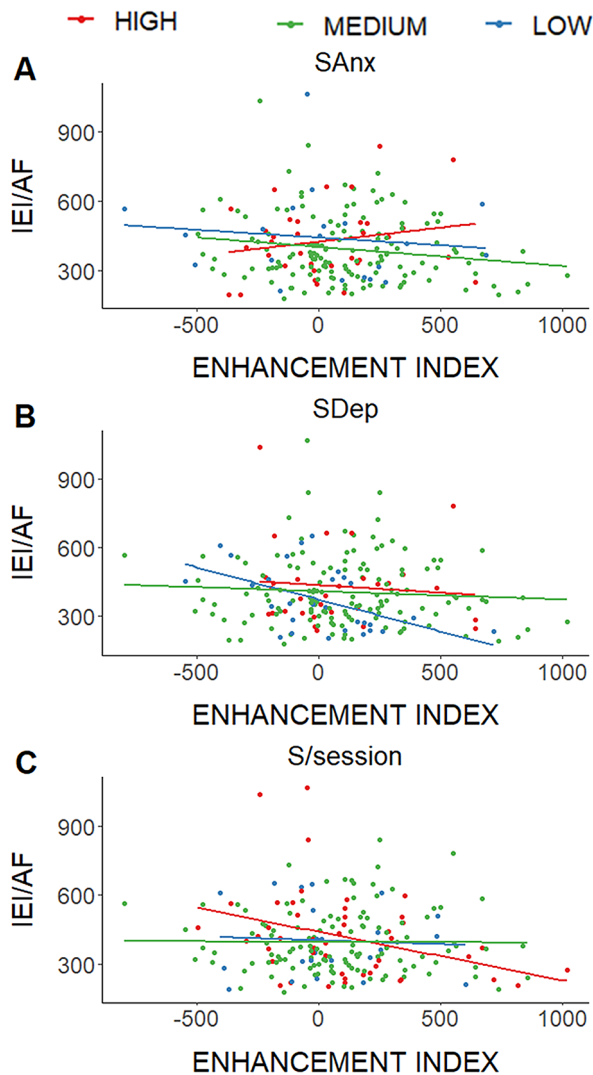 HIGH MEDIUM LOW
A SAnx
900
600
300
IEI/AF
-500 0 500 1000
ENHANCEMENT INDEX
B SDep
900
600
300
IEI/AF
-500 0 500 1000
ENHANCEMENT INDEX
C S/session
900
600
300
IEI/AF
-500 0 500 1000
ENHANCEMENT INDEX